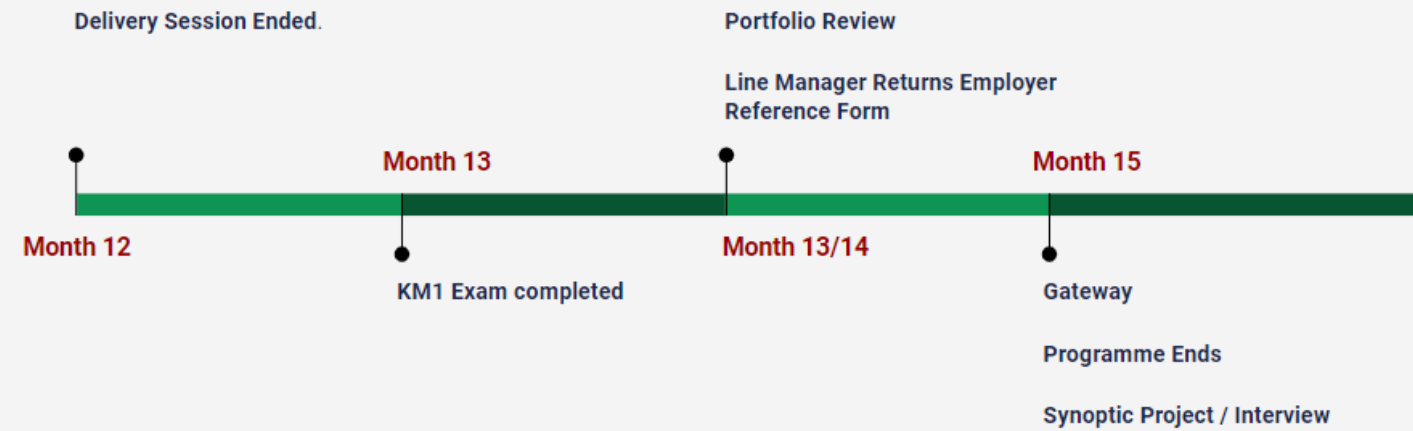 Delivery Session Ended.
Portfolio Review
Line Manager Returns Employer
Reference Form
Month 13
Month 15
Month 12
Month 13/14
KM1 Exam completed
Gateway
Programme Ends
Synoptic Project / Interview